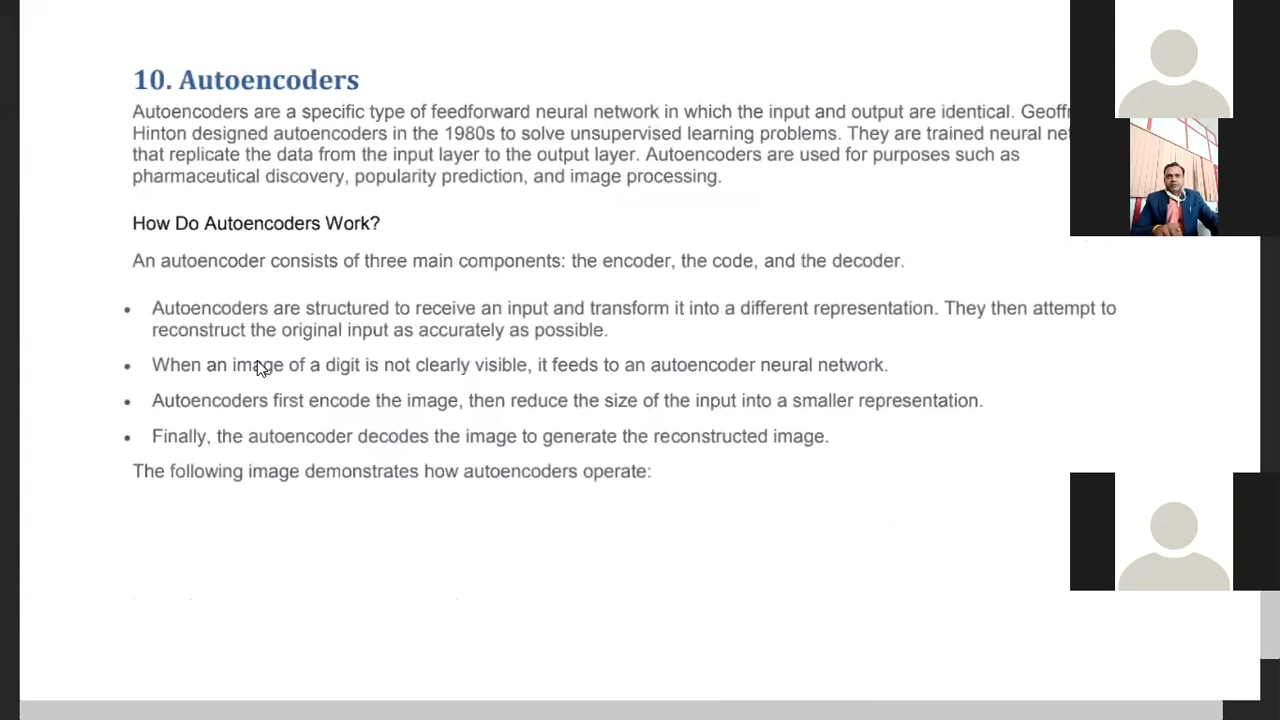 10. Autoencoders
Autoencoders are a specific type of feedforward neural network in which the input and output are identical.
Hinton designed autoencoders in the 1980s to solve unsupervised learning problems. They are trained neural
that replicate the data from the input layer to the output layer. Autoencoders are used for purposes such as
pharmaceutical discovery, popularity prediction, and image processing.
How Do Autoencoders Work?
An autoencoder consists of three main components: the encoder, the code, and the decoder.
• Autoencoders are structured to receive an input and transform it into a different representation. They then attempt to
reconstruct the original input as accurately as possible.
• When an image of a digit is not clearly visible, it feeds to an autoencoder neural network.
• Autoencoders first encode the image, then reduce the size of the input into a smaller representation.
• Finally, the autoencoder decodes the image to generate the reconstructed image.
The following image demonstrates how autoencoders operate: